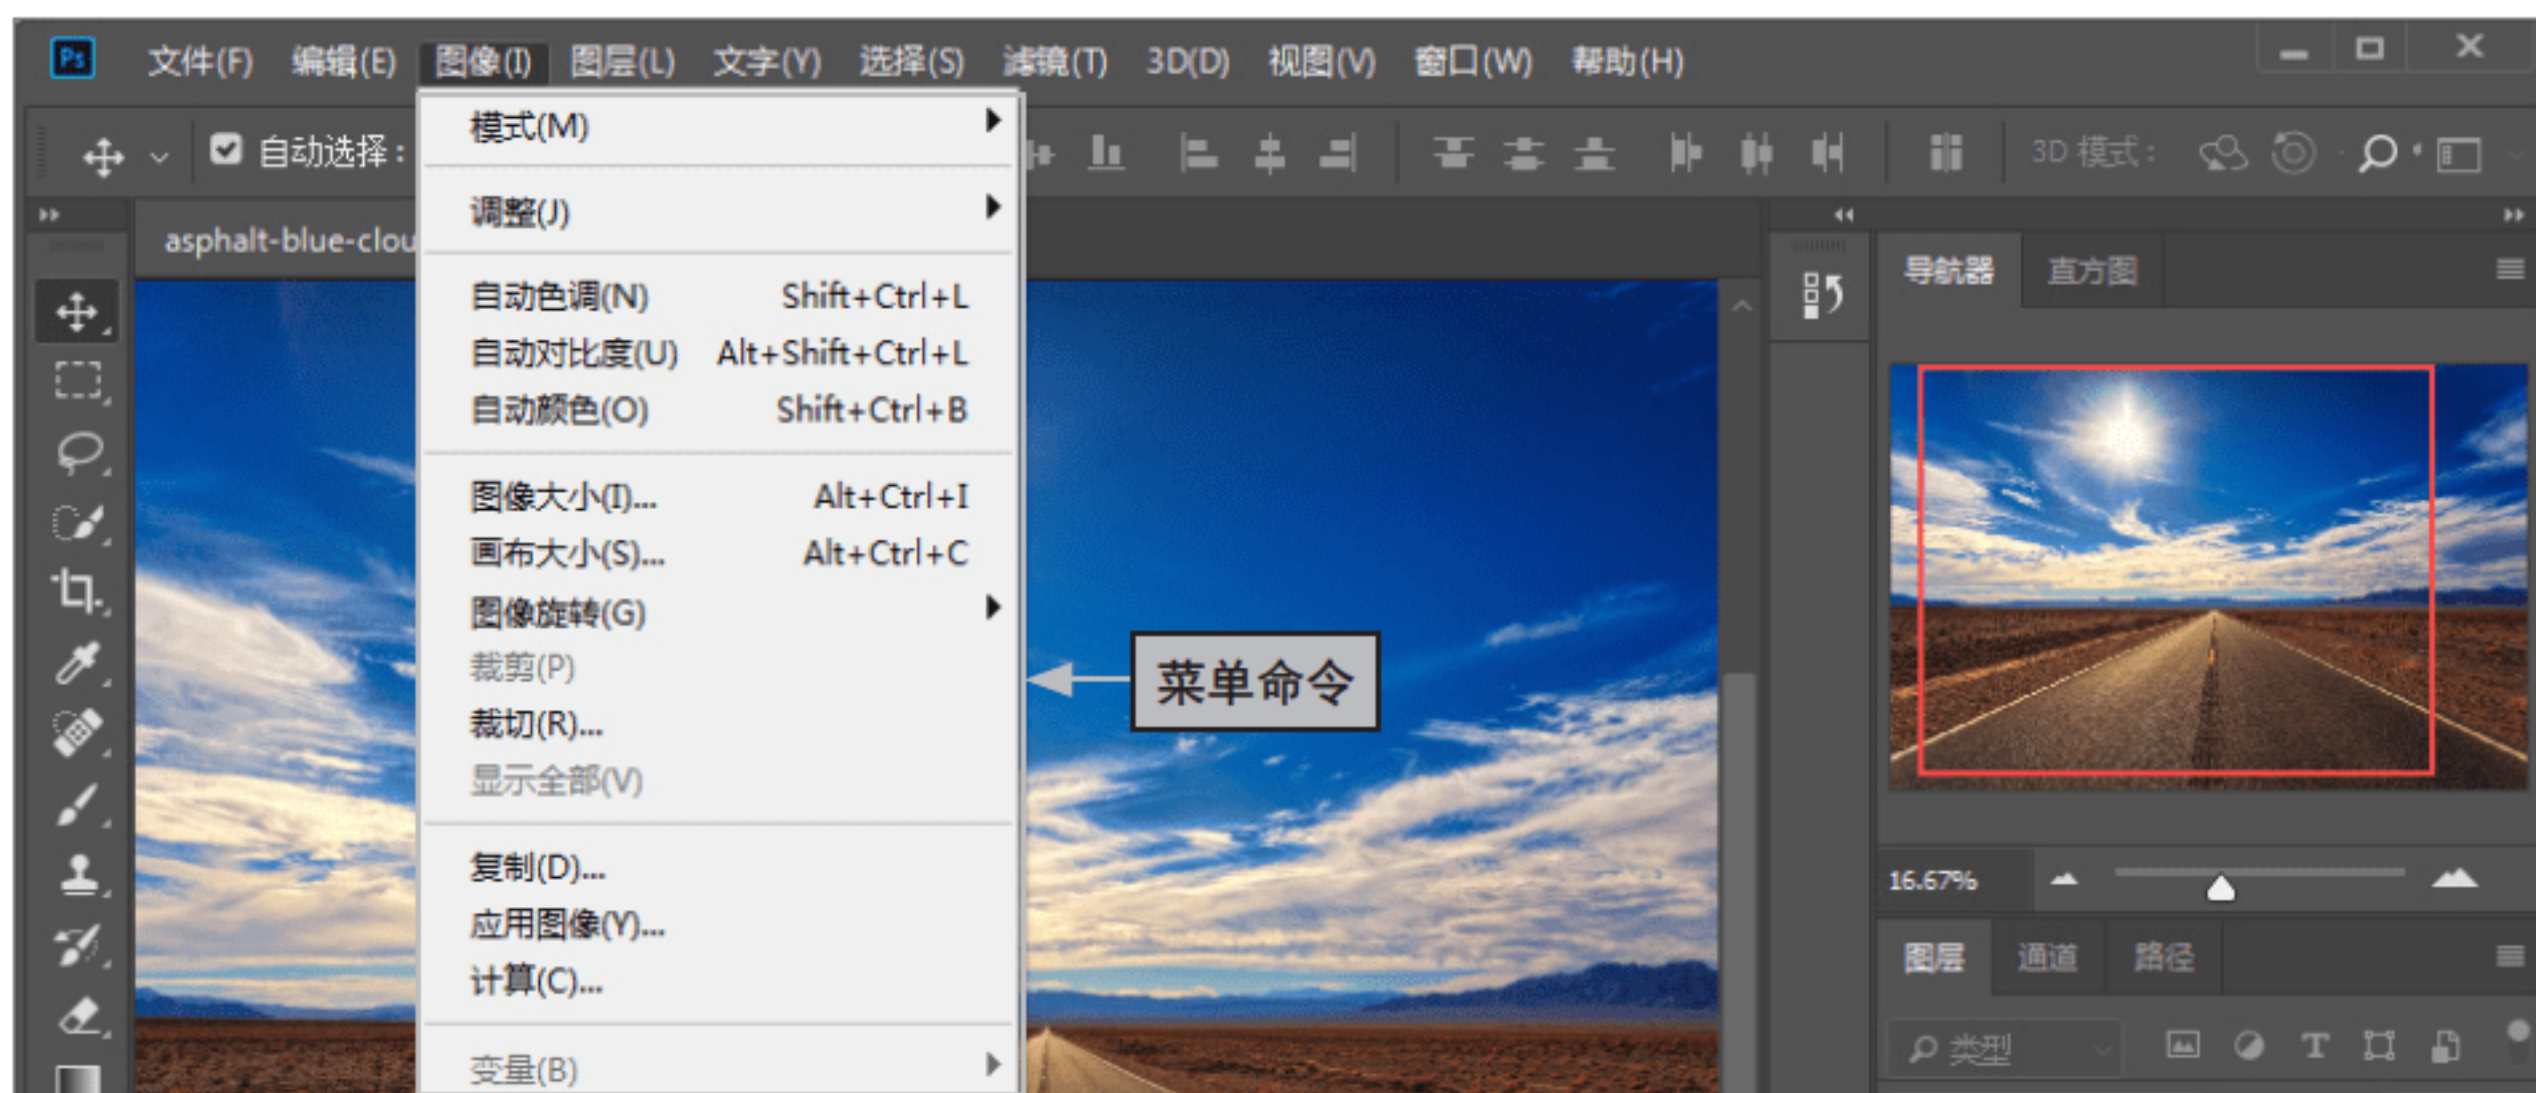 Ps 文件(F) 编辑(E) 图像(I) 图层(L) 文字(Y) 选择(S) 滤镜(T) 3D(D) 视图(V) 窗口(W) 帮助(H)
自动选择：
3D 模式：
asphalt-blue-clou
模式(M)
调整(J)
自动色调(N) Shift+Ctrl+L
自动对比度(U) Alt+Shift+Ctrl+L
自动颜色(O) Shift+Ctrl+B
图像大小(I)... Alt+Ctrl+I
画布大小(S)... Alt+Ctrl+C
图像旋转(G)
裁剪(P)
裁切(R)...
显示全部(V)
复制(D)...
应用图像(Y)...
计算(C)...
变量(B)
菜单命令
导航器 直方图
16.67%
图层 通道 路径
类型